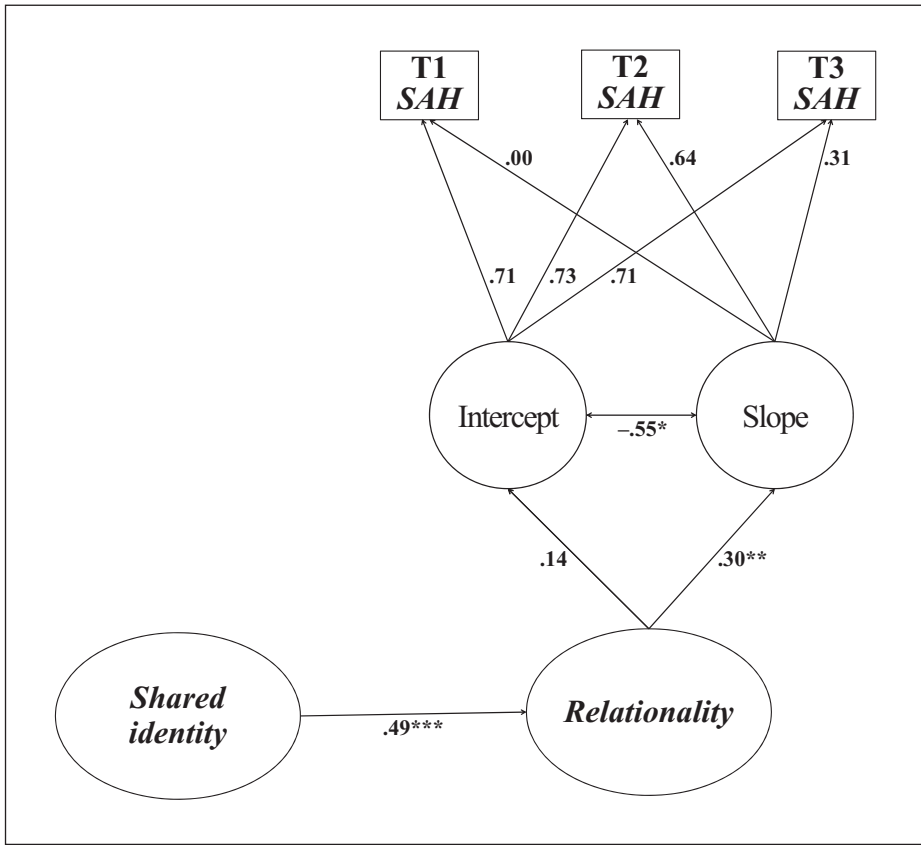 T1
SAH
T2
SAH
T3
SAH
.00
.64
.31
.71
.73
.71
Intercept
Slope
–.55*
.14
.30**
Shared
identity
Relationality
.49***